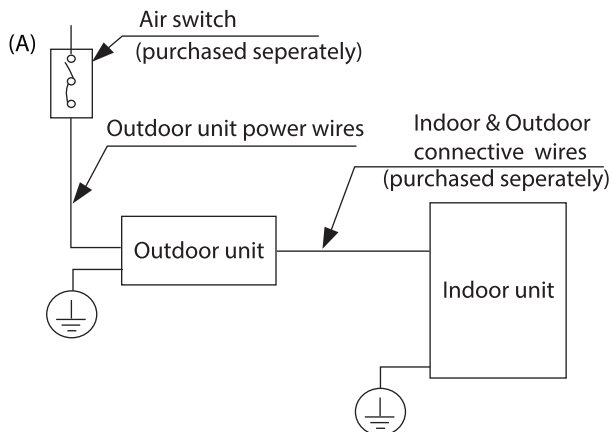 (A)
Air switch
(purchased seperately)
Outdoor unit power wires
Indoor & Outdoor
connective wires
(purchased seperately)
Outdoor unit
Indoor unit